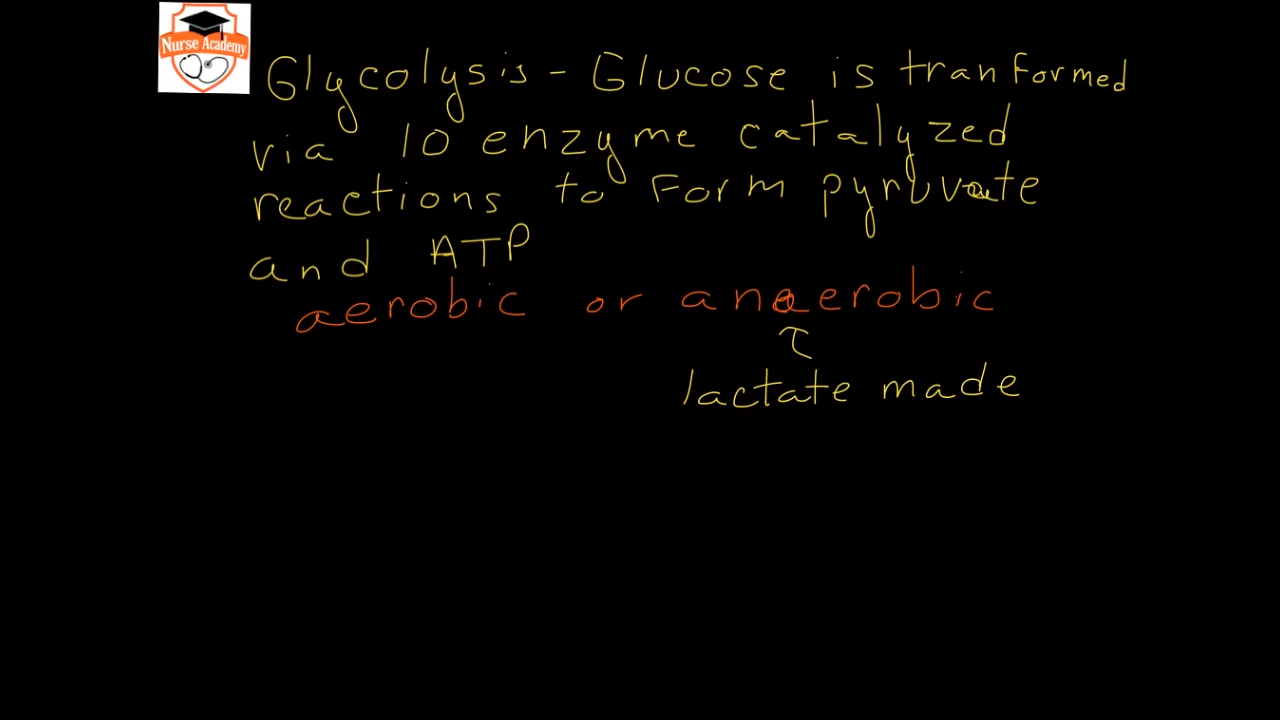 Nurse Academy
Glycolysis - Glucose is tranformed
via 10 enzyme catalyzed
reactions to form pyruvate
and ATP
aerobic or anaerobic
lactate made